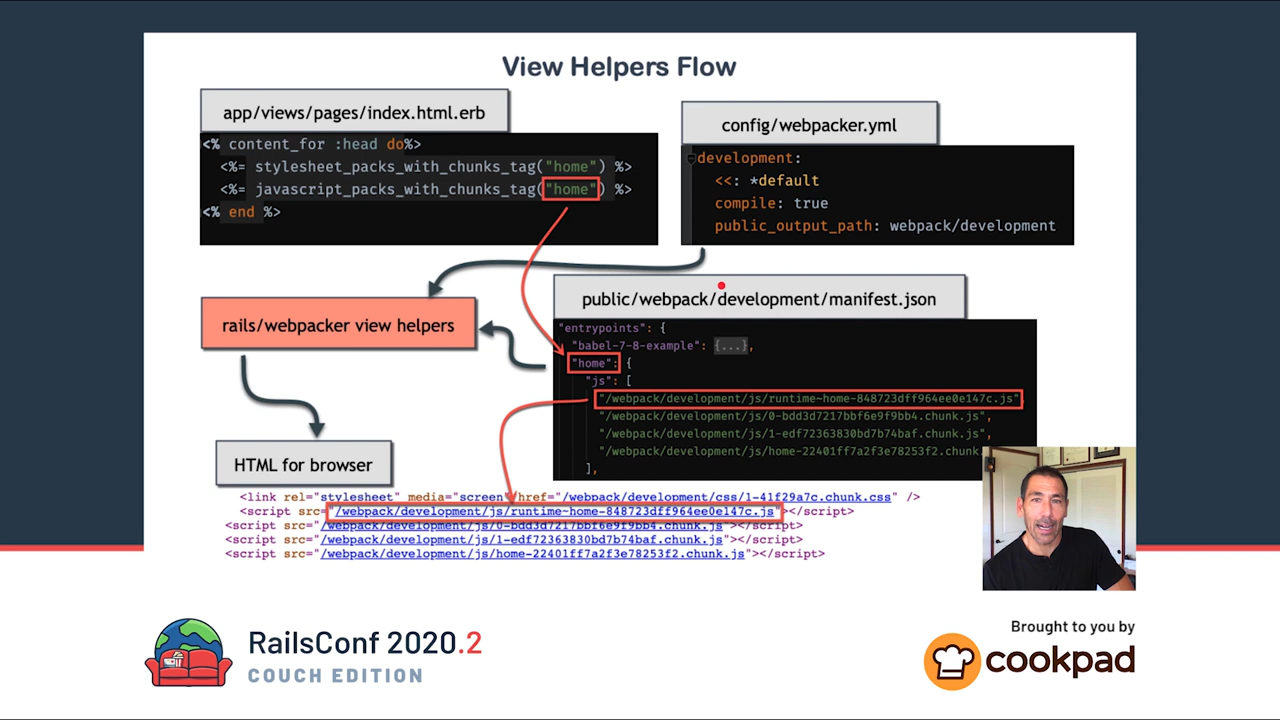 View Helpers Flow
app/views/pages/index.html.erb
<% content_for :head do%>
<%= stylesheet_packs_with_chunks_tag("home") %>
<%= javascript_packs_with_chunks_tag("home") %>
<% end %>
config/webpacker.yml
development:
<<: *default
compile: true
public_output_path: webpack/development
rails/webpacker view helpers
public/webpack/development/manifest.json
"entrypoints": {
"babel-7-8-example": {...},
"home": {
"js": [
"/webpack/development/js/runtime~home-848723dff964ee0e147c.js",
"/webpack/development/js/0-bdd3d7217bbf6e9f9bb4.chunk.js",
"/webpack/development/js/1-edf72363830bd7b74baf.chunk.js",
"/webpack/development/js/home-22401ff7a2f3e78253f2.chunk.
],
HTML for browser
<link rel="stylesheet" media="screen" href="/webpack/development/css/1-41f29a7c.chunk.css" />
<script src="/webpack/development/js/runtime~home-848723dff964ee0e147c.js"></script>
<script src="/webpack/development/js/0-bdd3d7217bbf6e9f9bb4.chunk.js"></script>
<script src="/webpack/development/js/1-edf72363830bd7b74baf.chunk.js"></script>
<script src="/webpack/development/js/home-22401ff7a2f3e78253f2.chunk.js"></script>
RailsConf 2020.2
COUCH EDITION
Brought to you by
cookpad